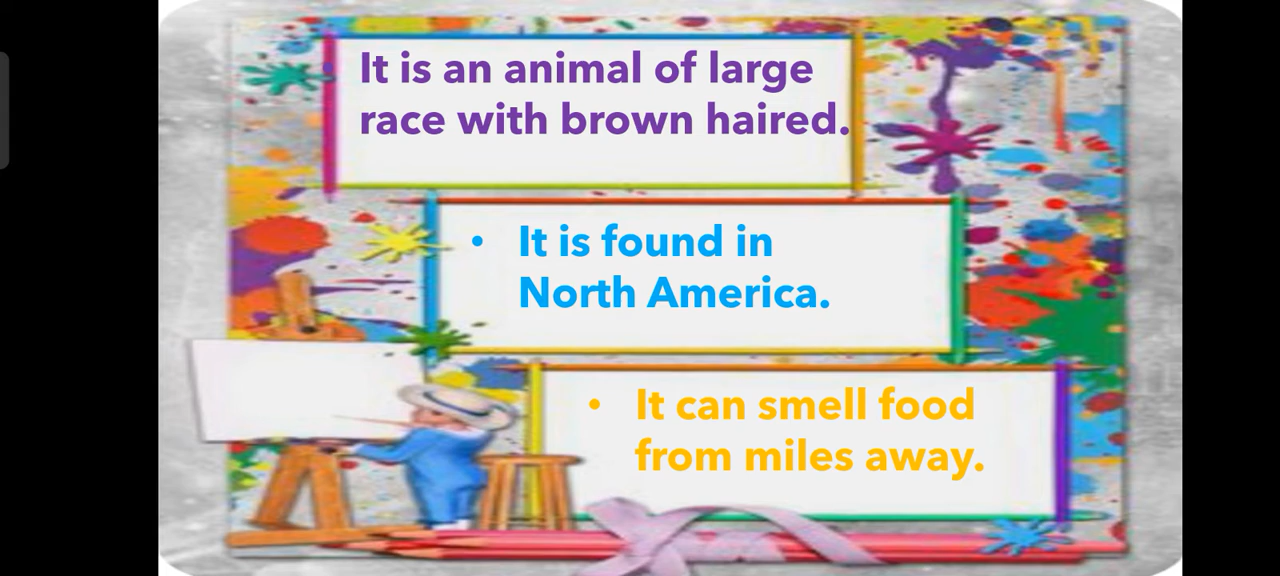 It is an animal of large
race with brown haired.
• It is found in
North America.
• It can smell food
from miles away.